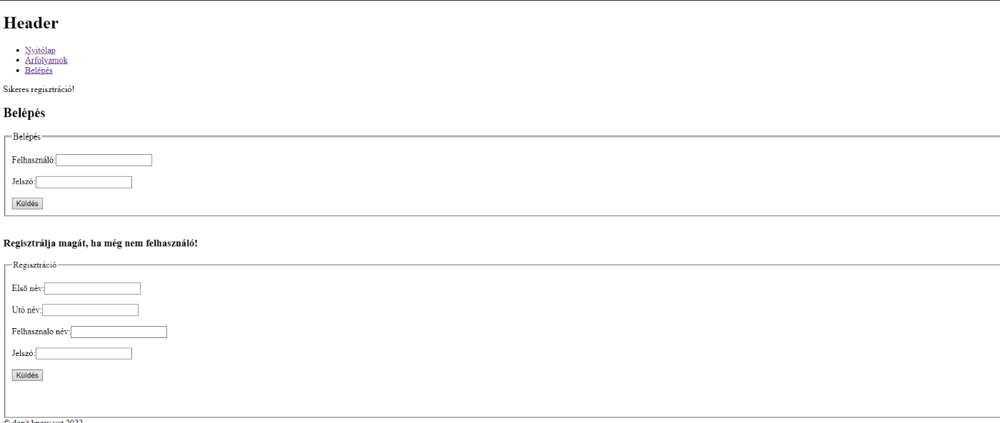 Header
Nyitólap
Árfolyamok
Belépés
Sikeres regisztráció!
Belépés
Belépés
Felhasználó:
Jelszó:
Küldés
Regisztrálja magát, ha még nem felhasználó!
Regisztráció
Első név:
Utó név:
Felhasznalo név:
Jelszó:
Küldés
© don't know yet 2022